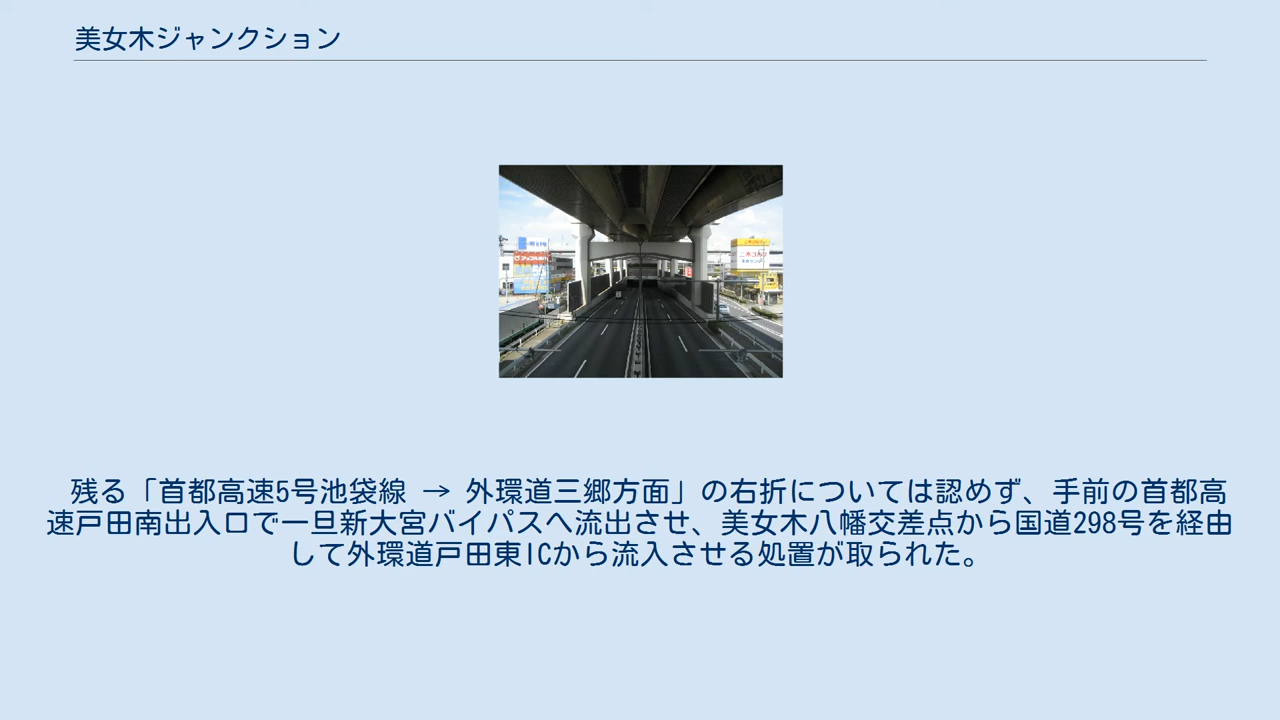 美女木ジャンクション
残る「首都高速5号池袋線 → 外環道三郷方面」の右折については認めず、手前の首都高
速戸田南出入口で一旦新大宮バイパスへ流出させ、美女木八幡交差点から国道298号を経由
して外環道戸田東ICから流入させる処置が取られた。